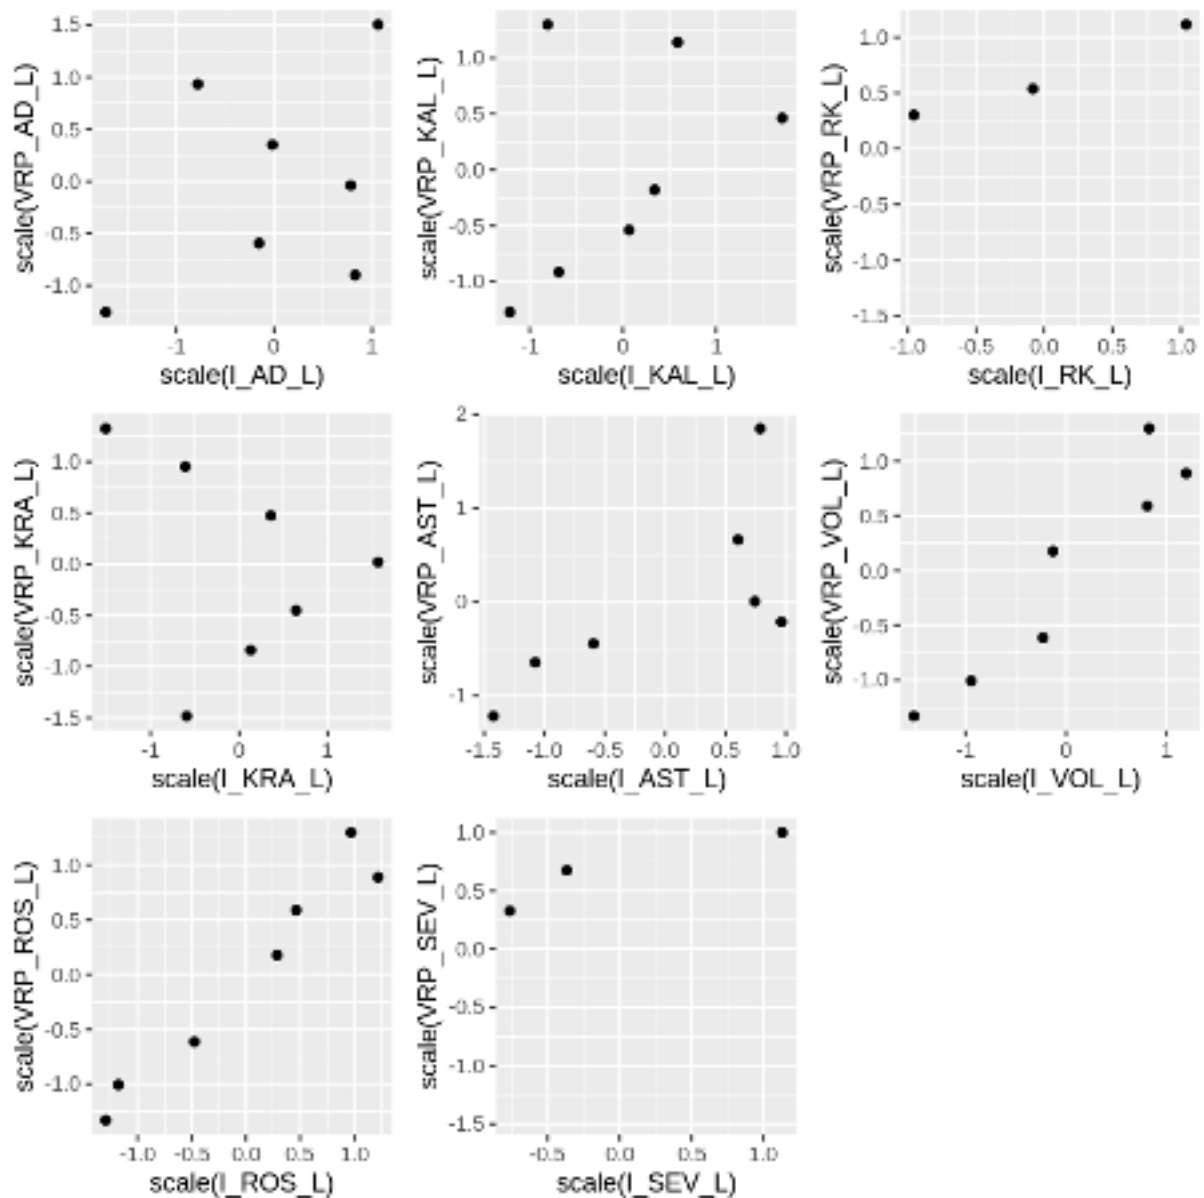 scale(VRP_AD_L)
1.5
1.0
0.5
0.0
-0.5
-1.0
-1 0 1
scale(I_AD_L)
scale(VRP_KAL_L)
1.0
0.5
0.0
-0.5
-1.0
-1 0 1
scale(I_KAL_L)
scale(VRP_RK_L)
1.0
0.5
0.0
-0.5
-1.0
-1.5
-1.0 -0.5 0.0 0.5 1.0
scale(I_RK_L)
scale(VRP_KRA_L)
1.0
0.5
0.0
-0.5
-1.0
-1.5
-1 0 1
scale(I_KRA_L)
scale(VRP_AST_L)
2
1
0
-1
-1.5 -1.0 -0.5 0.0 0.5 1.0
scale(I_AST_L)
scale(VRP_VOL_L)
1.0
0.5
0.0
-0.5
-1.0
-1 0 1
scale(I_VOL_L)
scale(VRP_ROS_L)
1.0
0.5
0.0
-0.5
-1.0
-1.0 -0.5 0.0 0.5 1.0
scale(I_ROS_L)
scale(VRP_SEV_L)
1.0
0.5
0.0
-0.5
-1.0
-1.5
-0.5 0.0 0.5 1.0
scale(I_SEV_L)